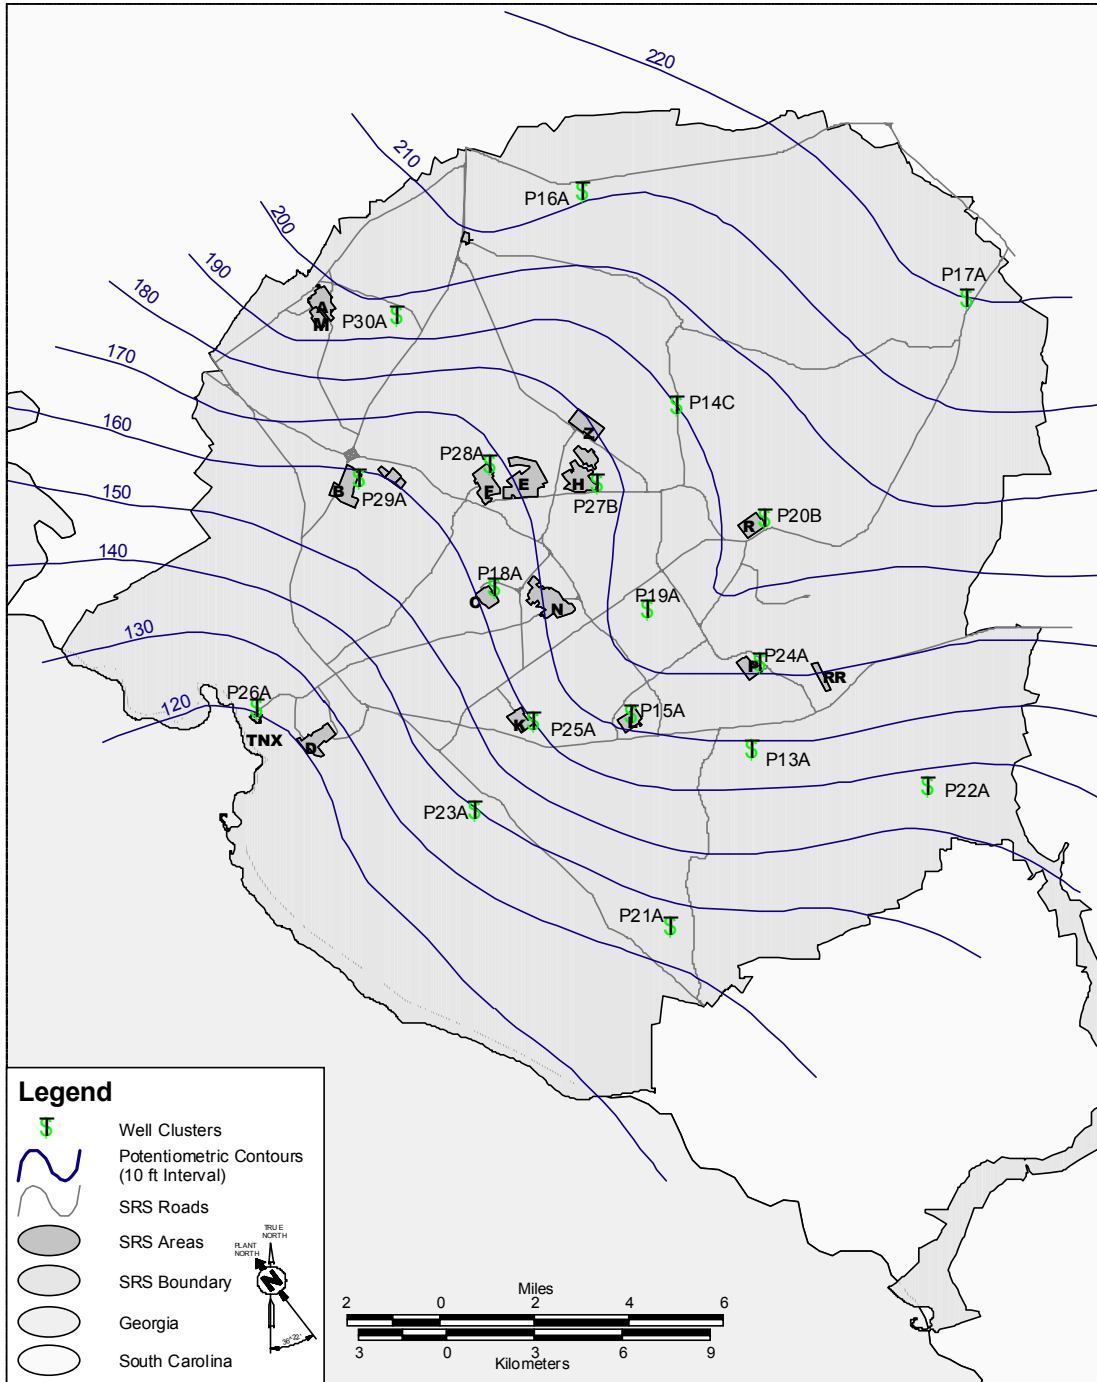 220
210
P16A
200
P17A
190
180
A
M
P30A
170
P14C
160
Z
P28A
150
B
P29A
F
E
H
P27B
P20B
R
140
P18A
C
N
P19A
130
P24A
P
RR
P26A
120
TNX
D
K
P25A
P15A
L
P13A
P22A
P23A
P21A
Legend
Well Clusters
Potentiometric Contours
(10 ft Interval)
SRS Roads
SRS Areas
SRS Boundary
Georgia
South Carolina
TRUE
NORTH
PLANT
NORTH
N
36°22'
Miles
2 0 2 4 6
3 0 3 6 9
Kilometers